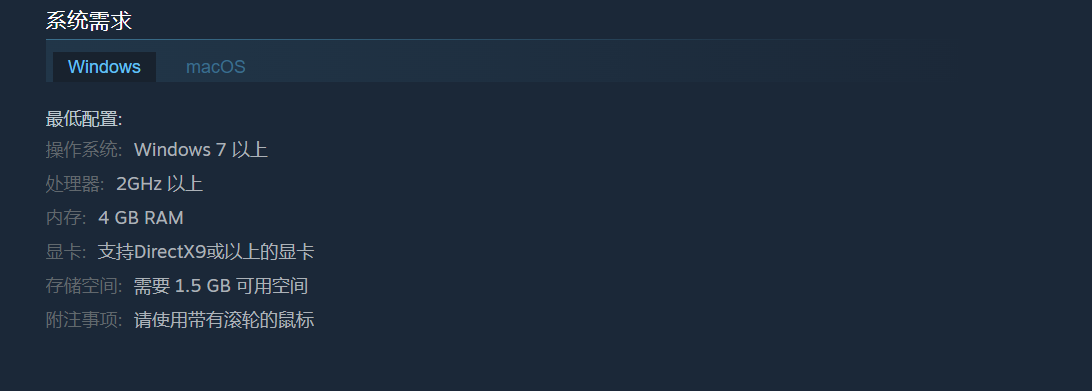 系统需求
Windows macOS
最低配置:
操作系统: Windows 7 以上
处理器: 2GHz 以上
内存: 4 GB RAM
显卡: 支持DirectX9或以上的显卡
存储空间: 需要 1.5 GB 可用空间
附注事项: 请使用带有滚轮的鼠标